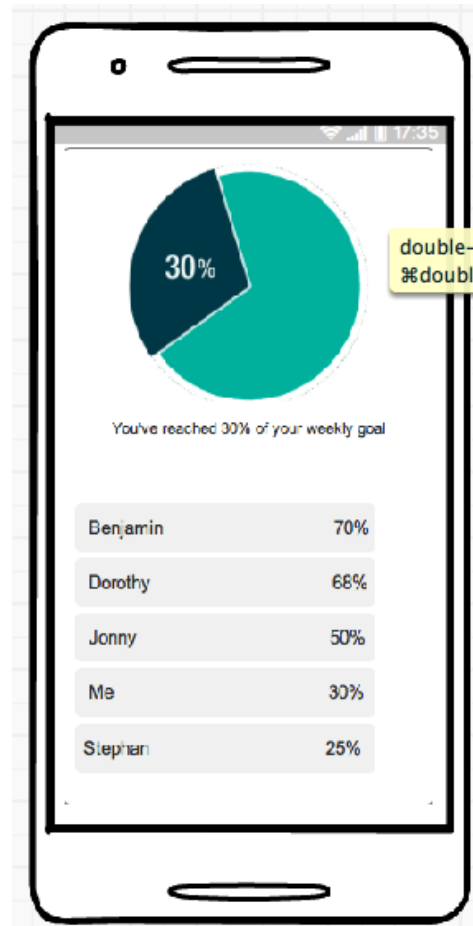 17:35
30%
double-
⌘doubl
You've reached 30% of your weekly goal
Benjamin 70%
Dorothy 68%
Jonny 50%
Me 30%
Stephan 25%